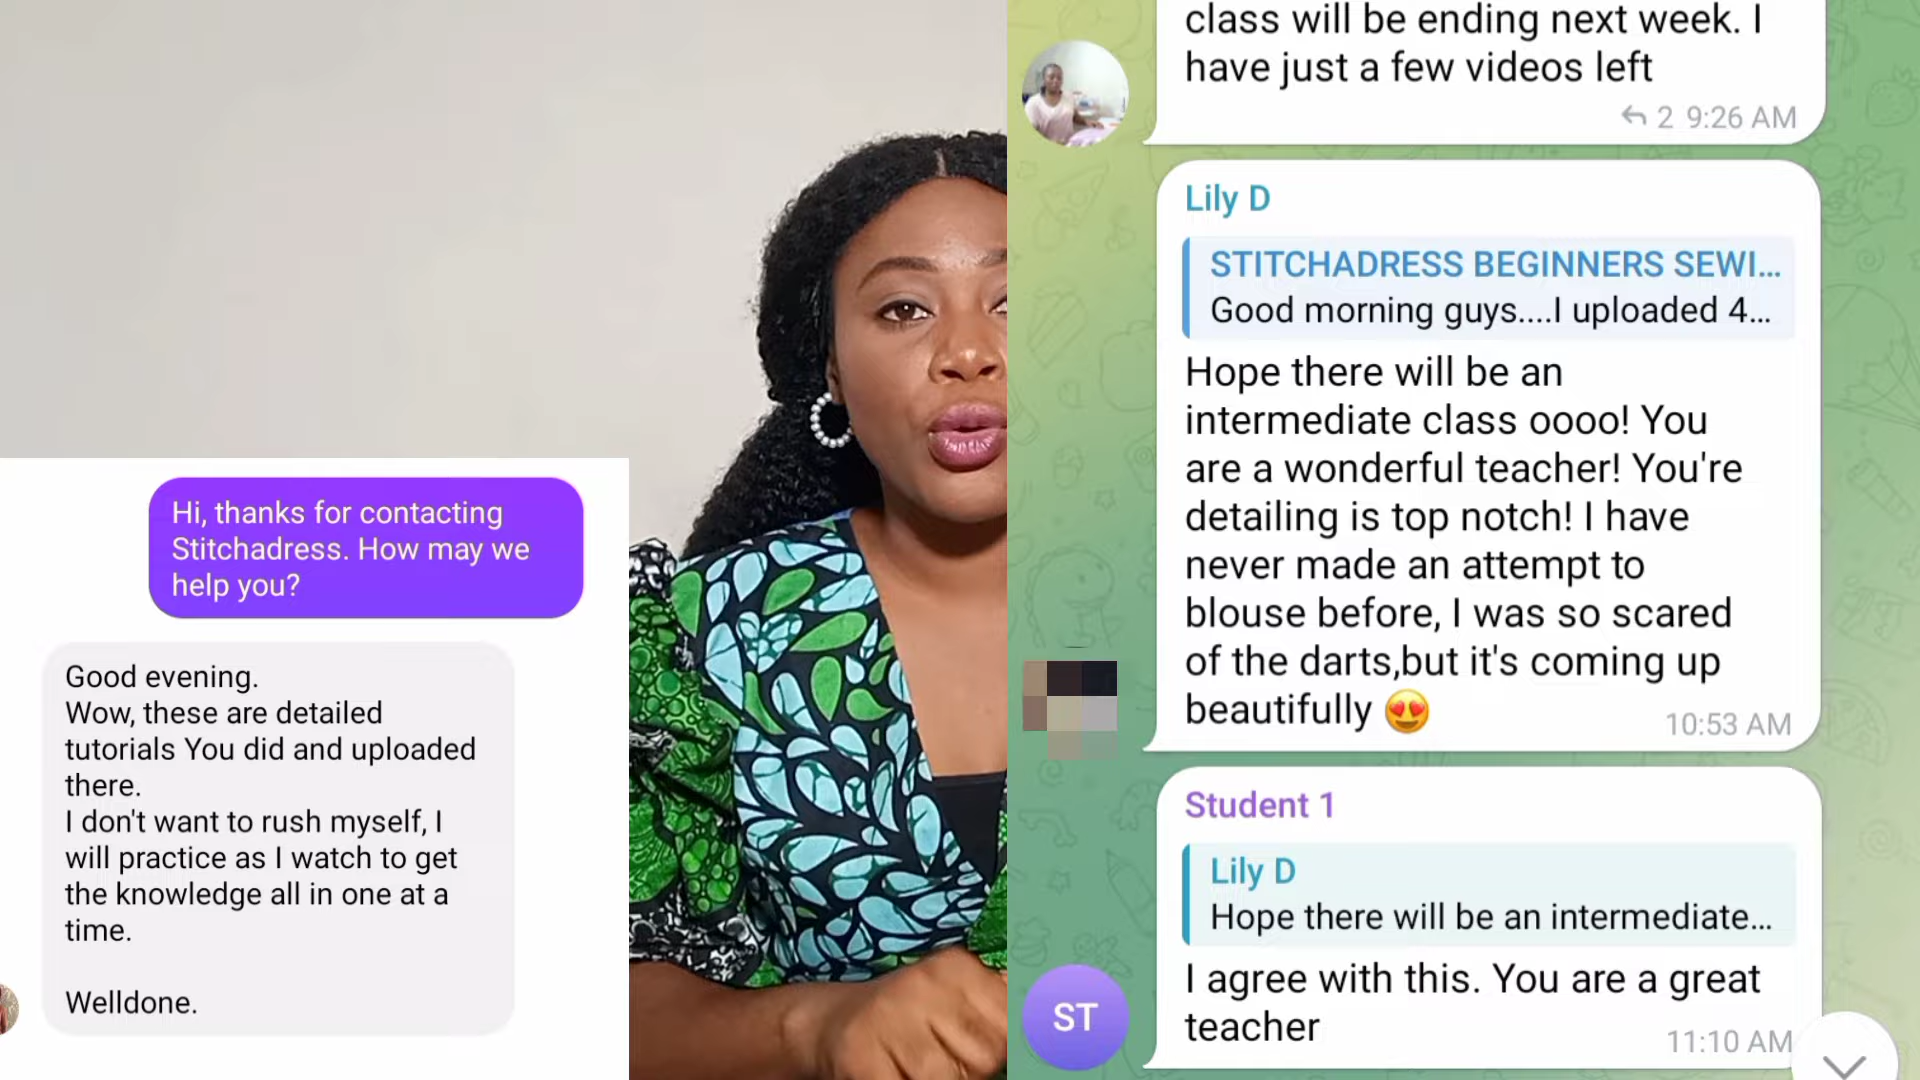 Hi, thanks for contacting
Stitchadress. How may we
help you?
Good evening.
Wow, these are detailed
tutorials You did and uploaded
there.
I don't want to rush myself, I
will practice as I watch to get
the knowledge all in one at a
time.
Welldone.
class will be ending next week. I
have just a few videos left
2 9:26 AM
Lily D
STITCHADRESS BEGINNERS SEWI...
Good morning guys....I uploaded 4...
Hope there will be an
intermediate class oooo! You
are a wonderful teacher! You're
detailing is top notch! I have
never made an attempt to
blouse before, I was so scared
of the darts,but it's coming up
beautifully 😍
10:53 AM
Student 1
Lily D
Hope there will be an intermediate...
I agree with this. You are a great
teacher
11:10 AM
ST